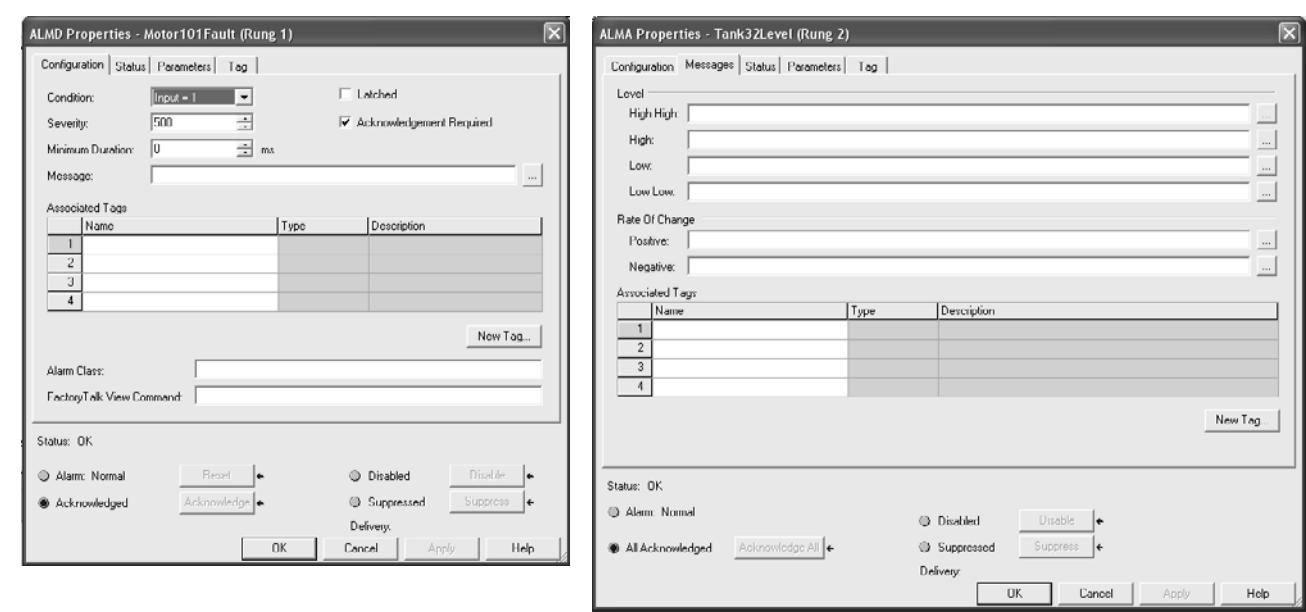 ALMD Properties - Motor101Fault (Rung 1)
Configuration Status Parameters Tag
Condition: Input = 1 Latched
Severity: 500 Acknowledgement Required
Minimum Duration: 0 ms
Message: ...
Associated Tags
Name Type Description
1
2
3
4
New Tag...
Alarm Class:
FactoryTalk View Command:
Status: OK
Alarm: Normal Reset Disabled Disable
Acknowledged Acknowledge Suppressed Suppress
Delivery:
OK Cancel Apply Help
ALMA Properties - Tank32Level (Rung 2)
Configuration Messages Status Parameters Tag
Level
High High: ...
High: ...
Low: ...
Low Low: ...
Rate Of Change
Positive: ...
Negative: ...
Associated Tags
Name Type Description
1
2
3
4
New Tag...
Status: OK
Alarm: Normal
Disabled Disable
All Acknowledged Acknowledge All Suppressed Suppress
Delivery:
OK Cancel Apply Help